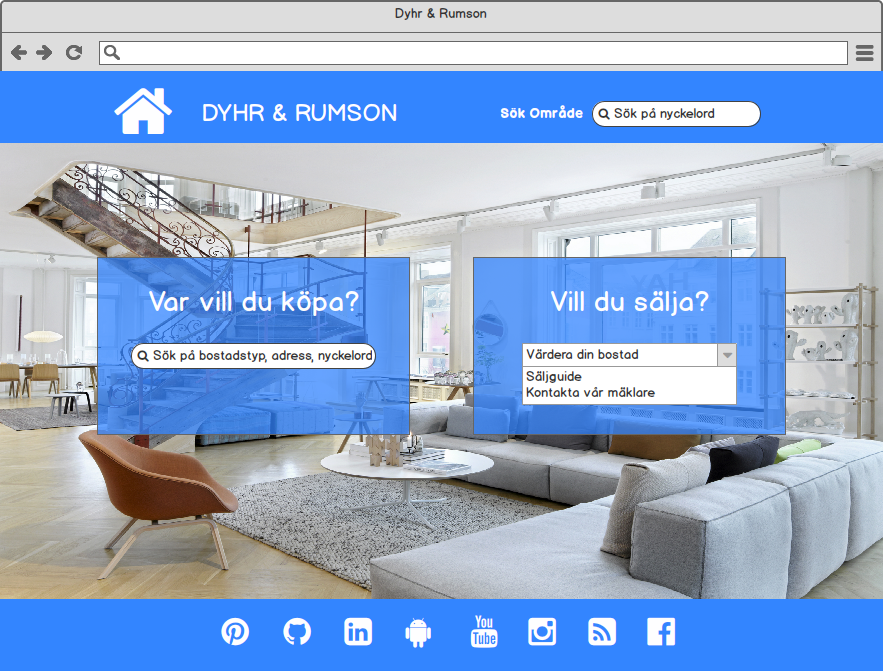 Dyhr & Rumson
DYHR & RUMSON
Sök Område
Sök på nyckelord
Var vill du köpa?
Sök på bostadstyp, adress, nyckelord
Vill du sälja?
Värdera din bostad
Säljguide
Kontakta vår mäklare
You
Tube